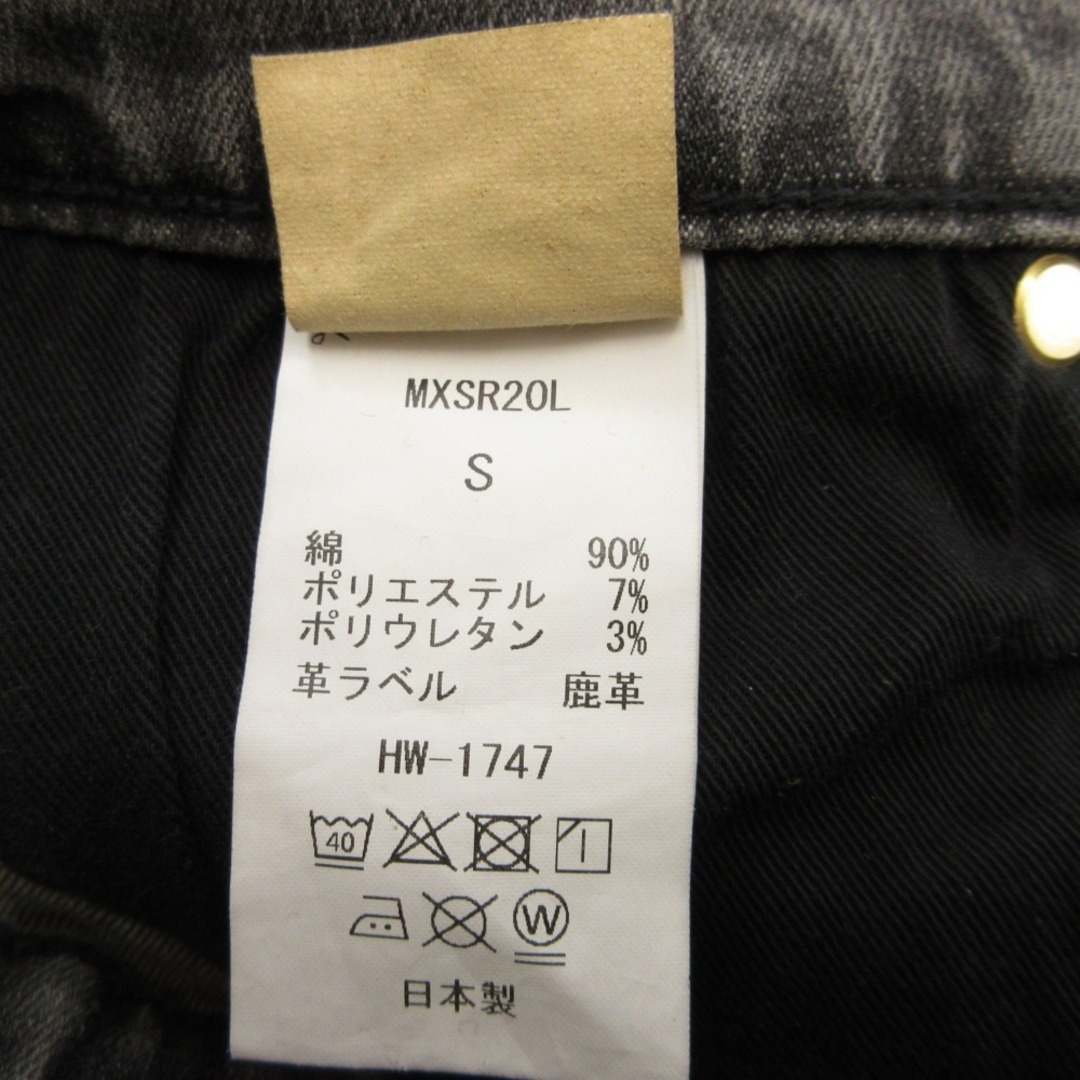 MXSR20L
S
綿 90%
ポリエステル 7%
ポリウレタン 3%
革ラベル 鹿革
HW-1747
40
W
日本製